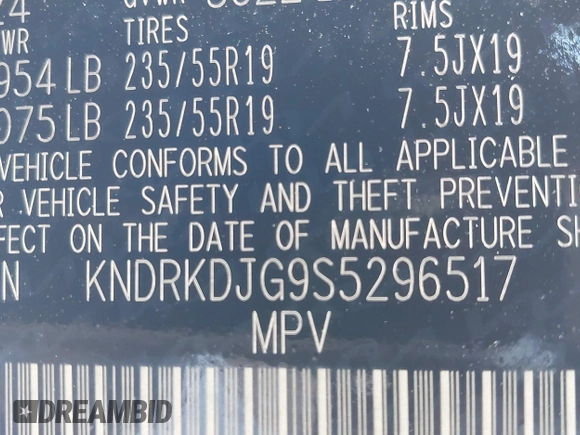 TIRES
RIMS
WR
954 LB 235/55R19 7.5JX19
075 LB 235/55R19 7.5JX19
VEHICLE CONFORMS TO ALL APPLICABLE
R VEHICLE SAFETY AND THEFT PREVENTI
FECT ON THE DATE OF MANUFACTURE SH
N KNDRKDJG9S5296517
MPV
DREAMBID